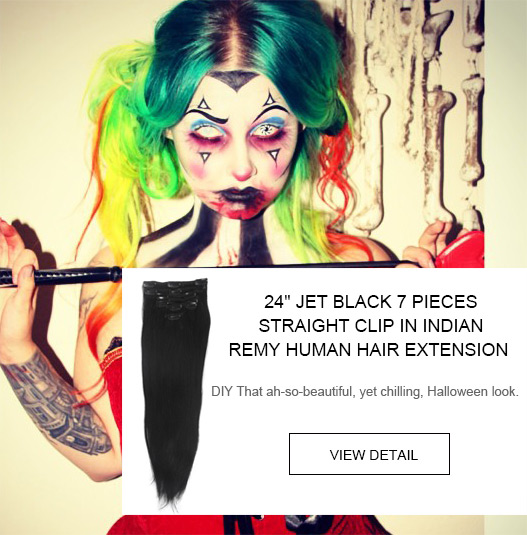 24" JET BLACK 7 PIECES
STRAIGHT CLIP IN INDIAN
REMY HUMAN HAIR EXTENSION
DIY That ah-so-beautiful, yet chilling, Halloween look.
VIEW DETAIL